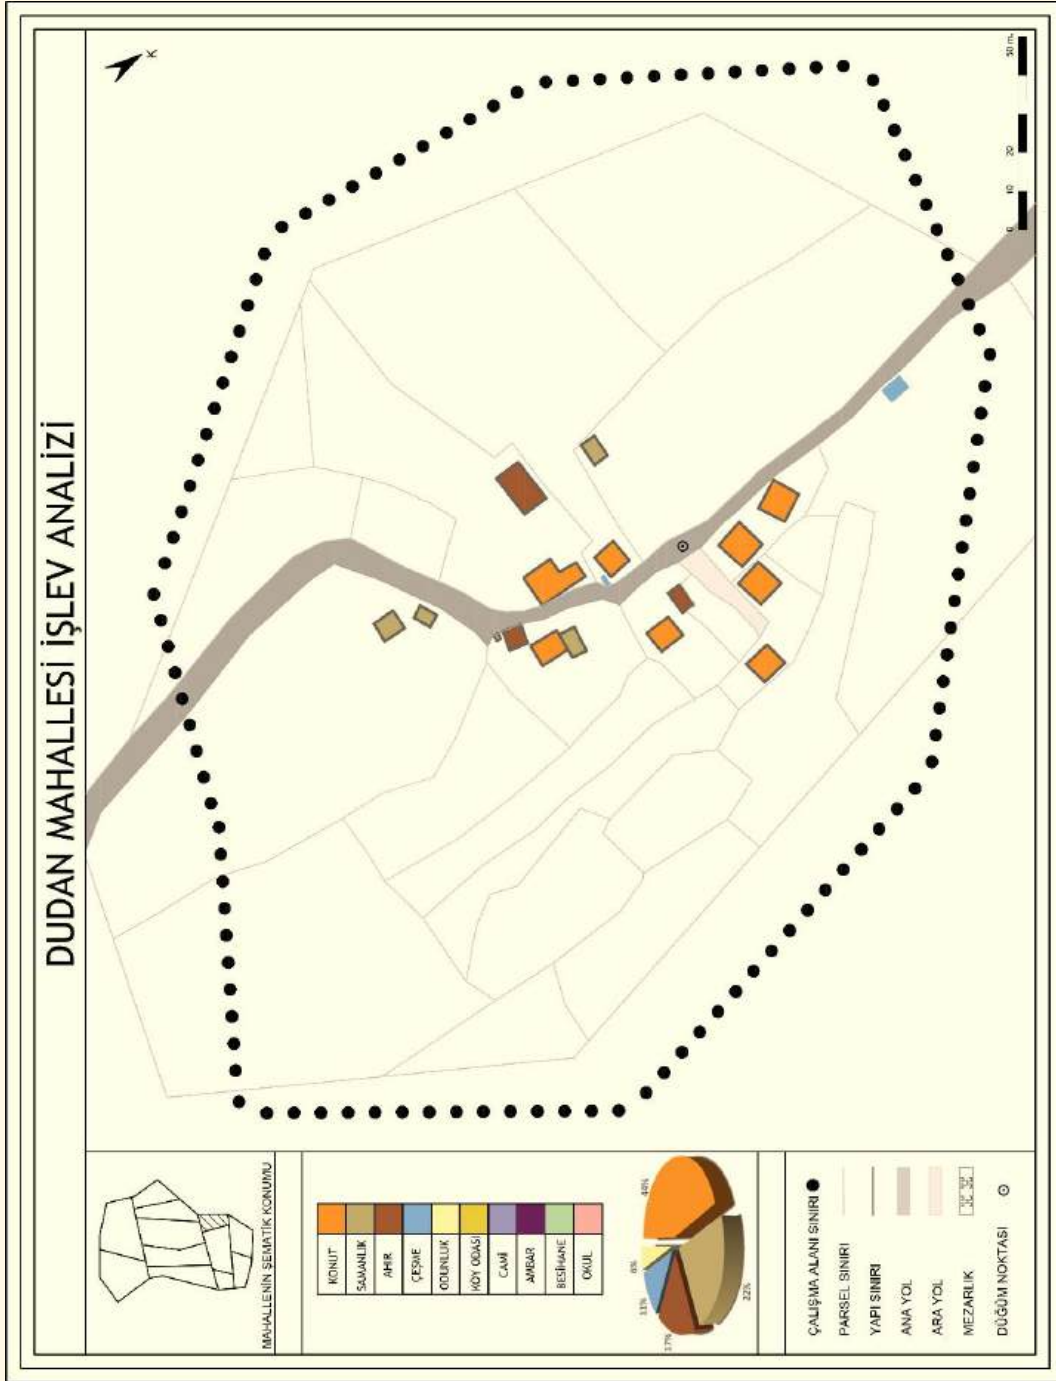 DUDAN MAHALLESİ İŞLEV ANALİZİ
K
0 10 20 50 m.
MAHALLENİN ŞEMATİK KONUMU
KONUT
SAMANLIK
AHIR
ÇEŞME
ODUNLUK
KÖY ODASI
CAMİ
AMBAR
BESİHANE
OKUL
44%
22%
17%
11%
6%
ÇALIŞMA ALANI SINIRI
PARSEL SINIRI
YAPI SINIRI
ANA YOL
ARA YOL
MEZARLIK
DÜĞÜM NOKTASI